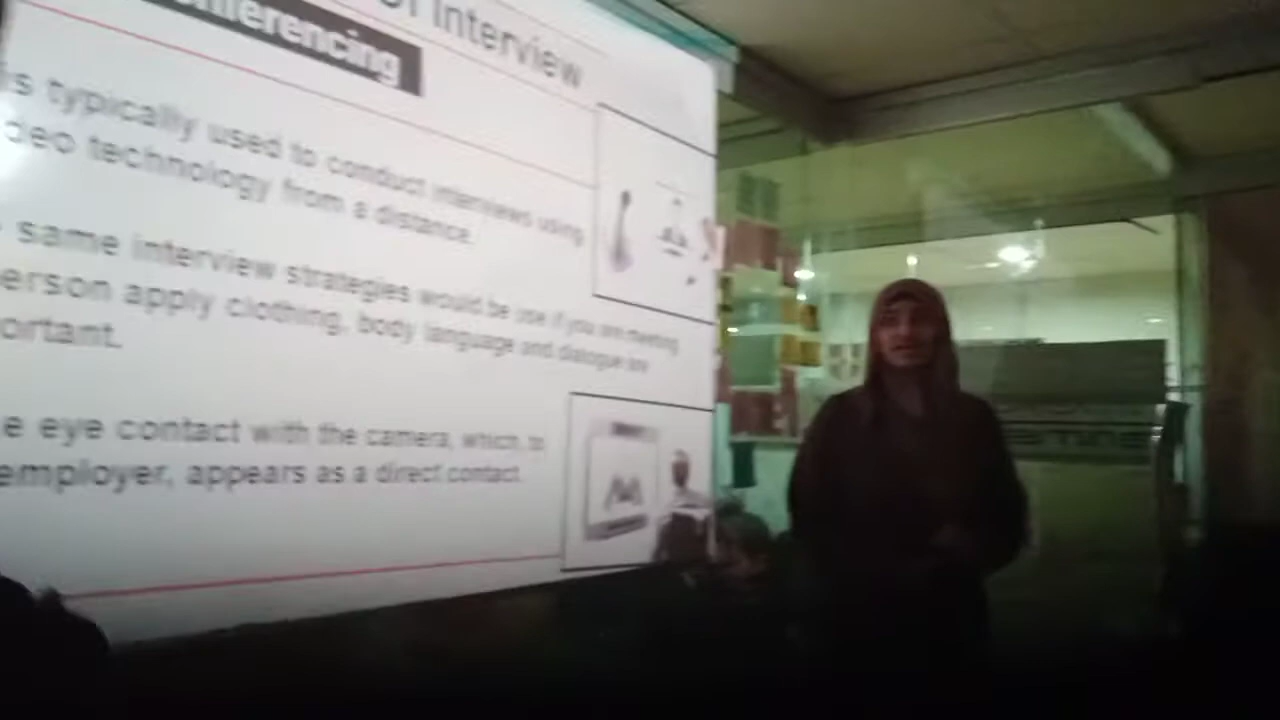 Interview
s typically used to conduct interviews using
deo technology from a distance.
same interview strategies would be use if you are meeting
erson apply clothing, body language and dialogue are
ortant.
e eye contact with the camera, which, to
employer, appears as a direct contact.